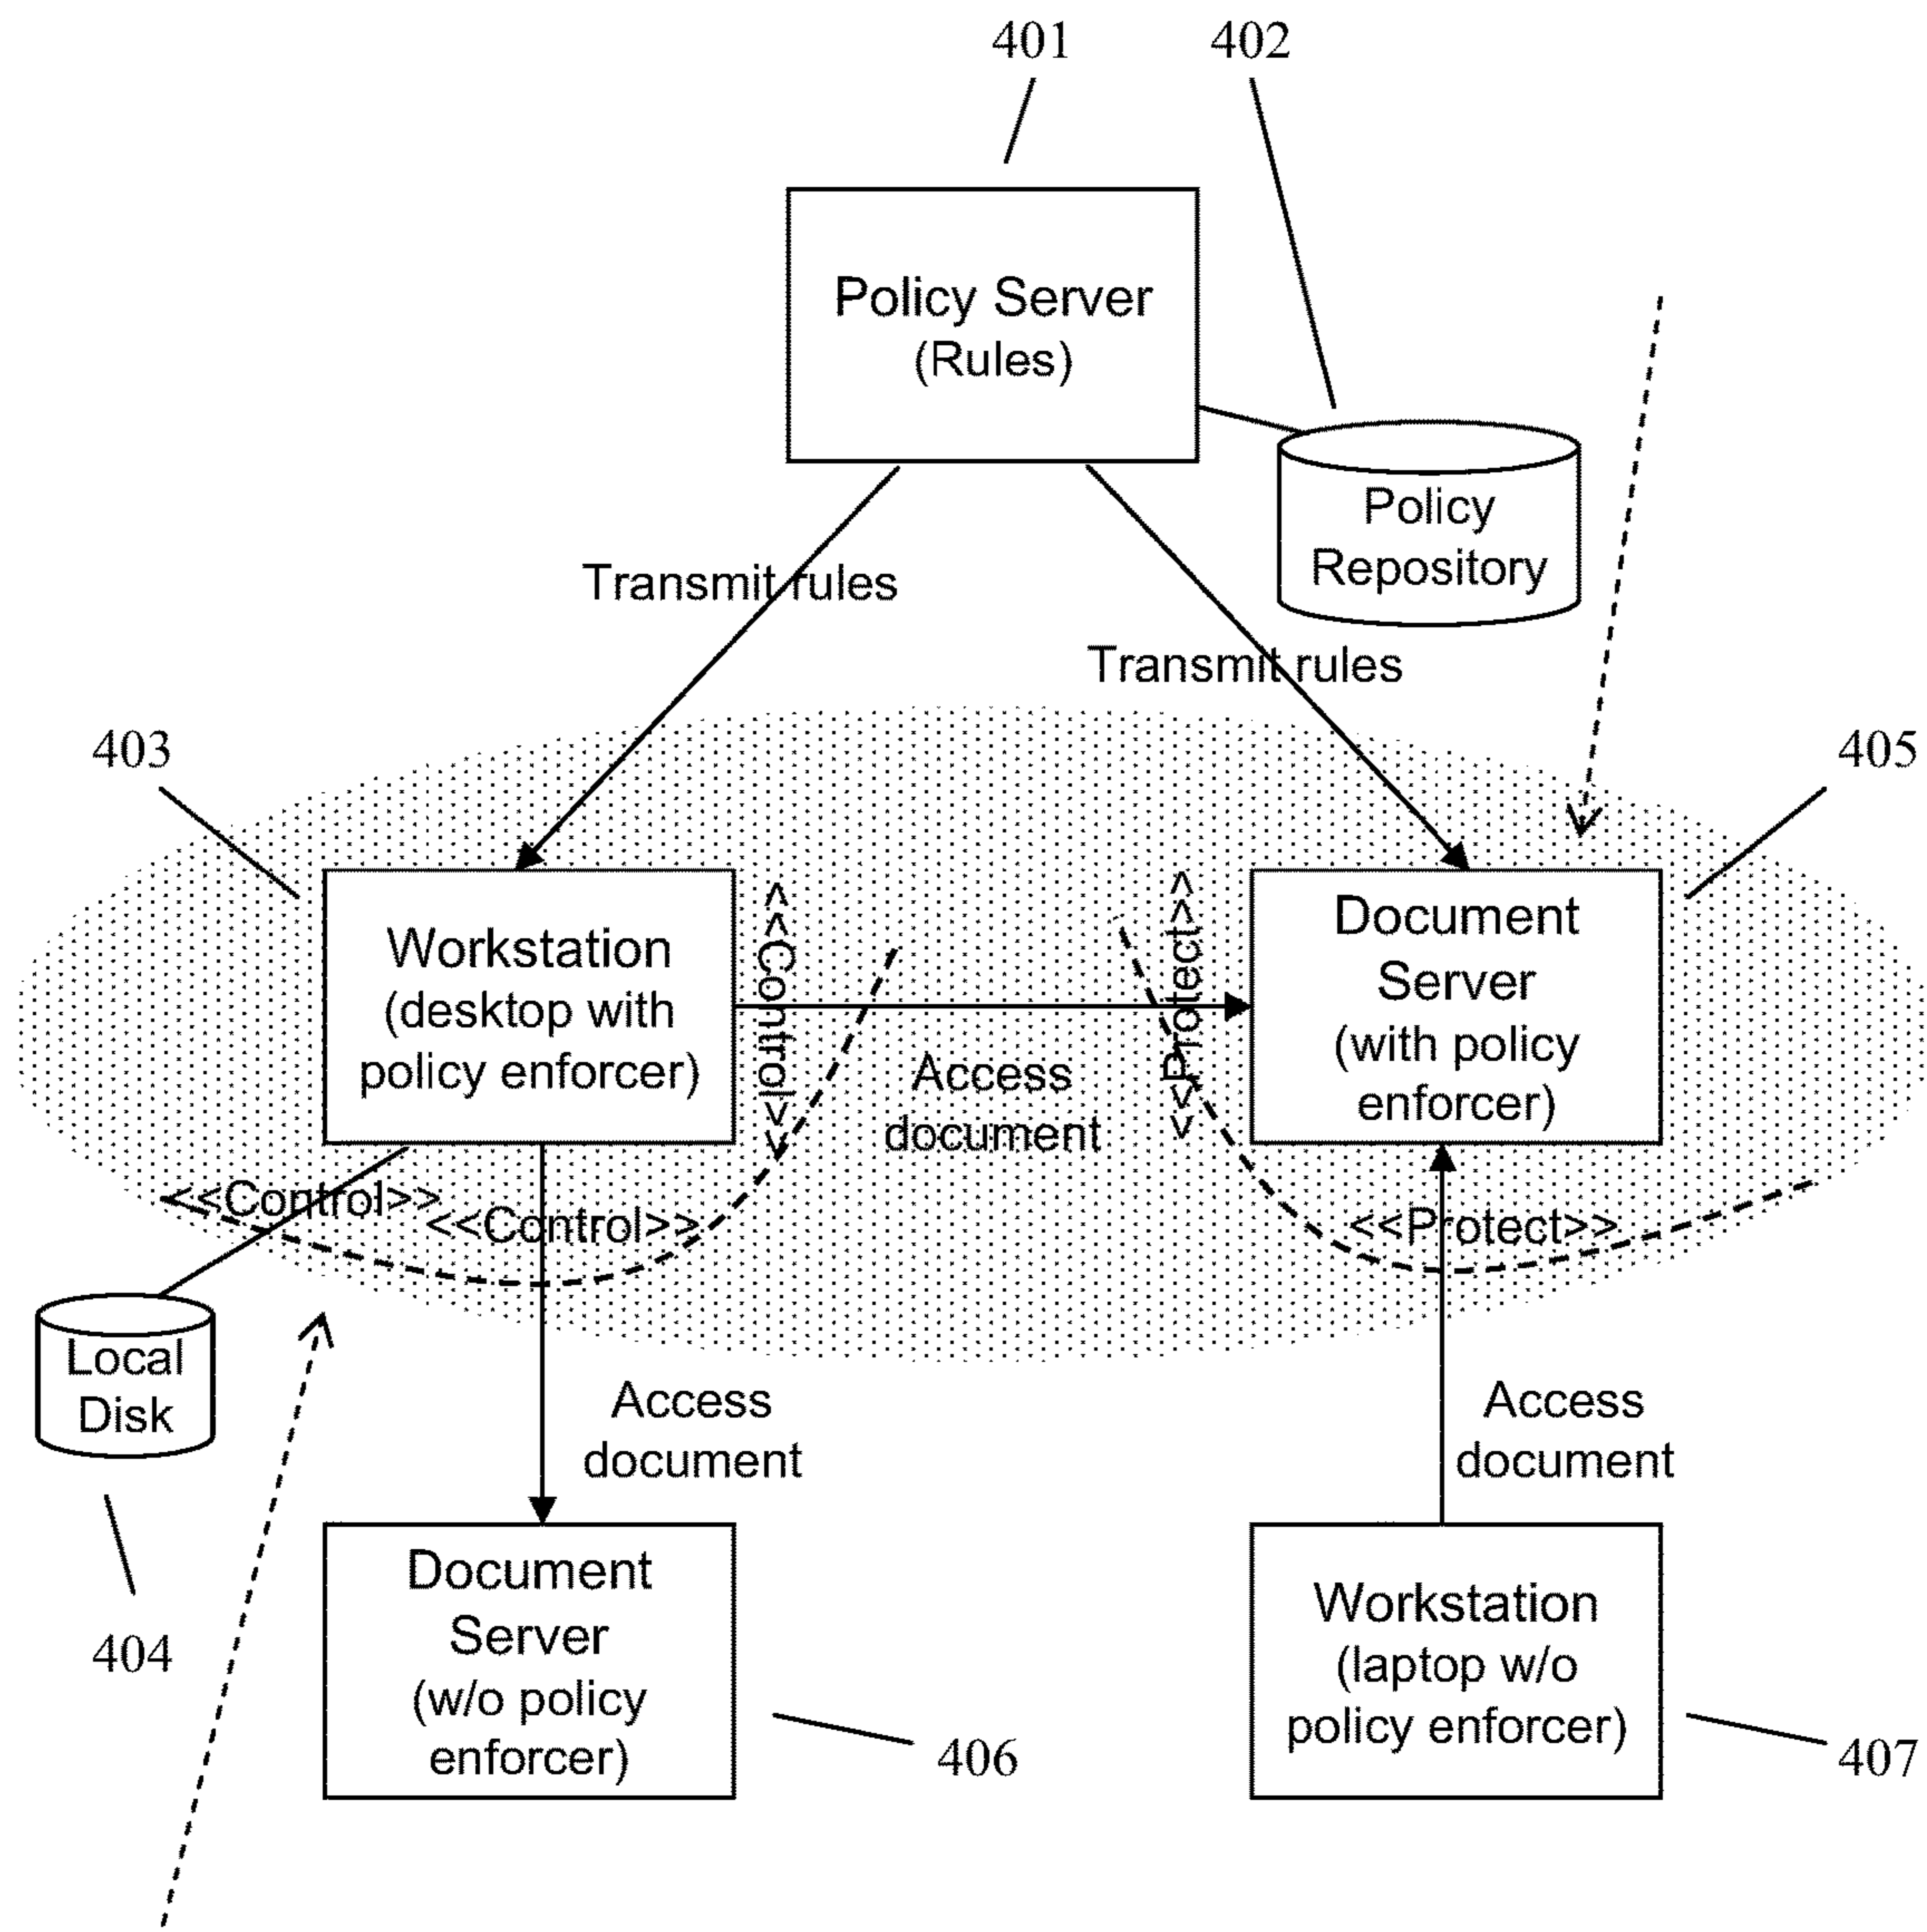 401
402
Policy Server
(Rules)
Policy
Repository
Transmit rules
Transmit rules
403
405
Workstation
(desktop with
policy enforcer)
<<Control>>
<<Protect>>
Document
Server
(with policy
enforcer)
Access
document
<<Control>>
<<Control>>
<<Protect>>
Local
Disk
Access
document
Access
document
404
Document
Server
(w/o policy
enforcer)
406
Workstation
(laptop w/o
policy enforcer)
407